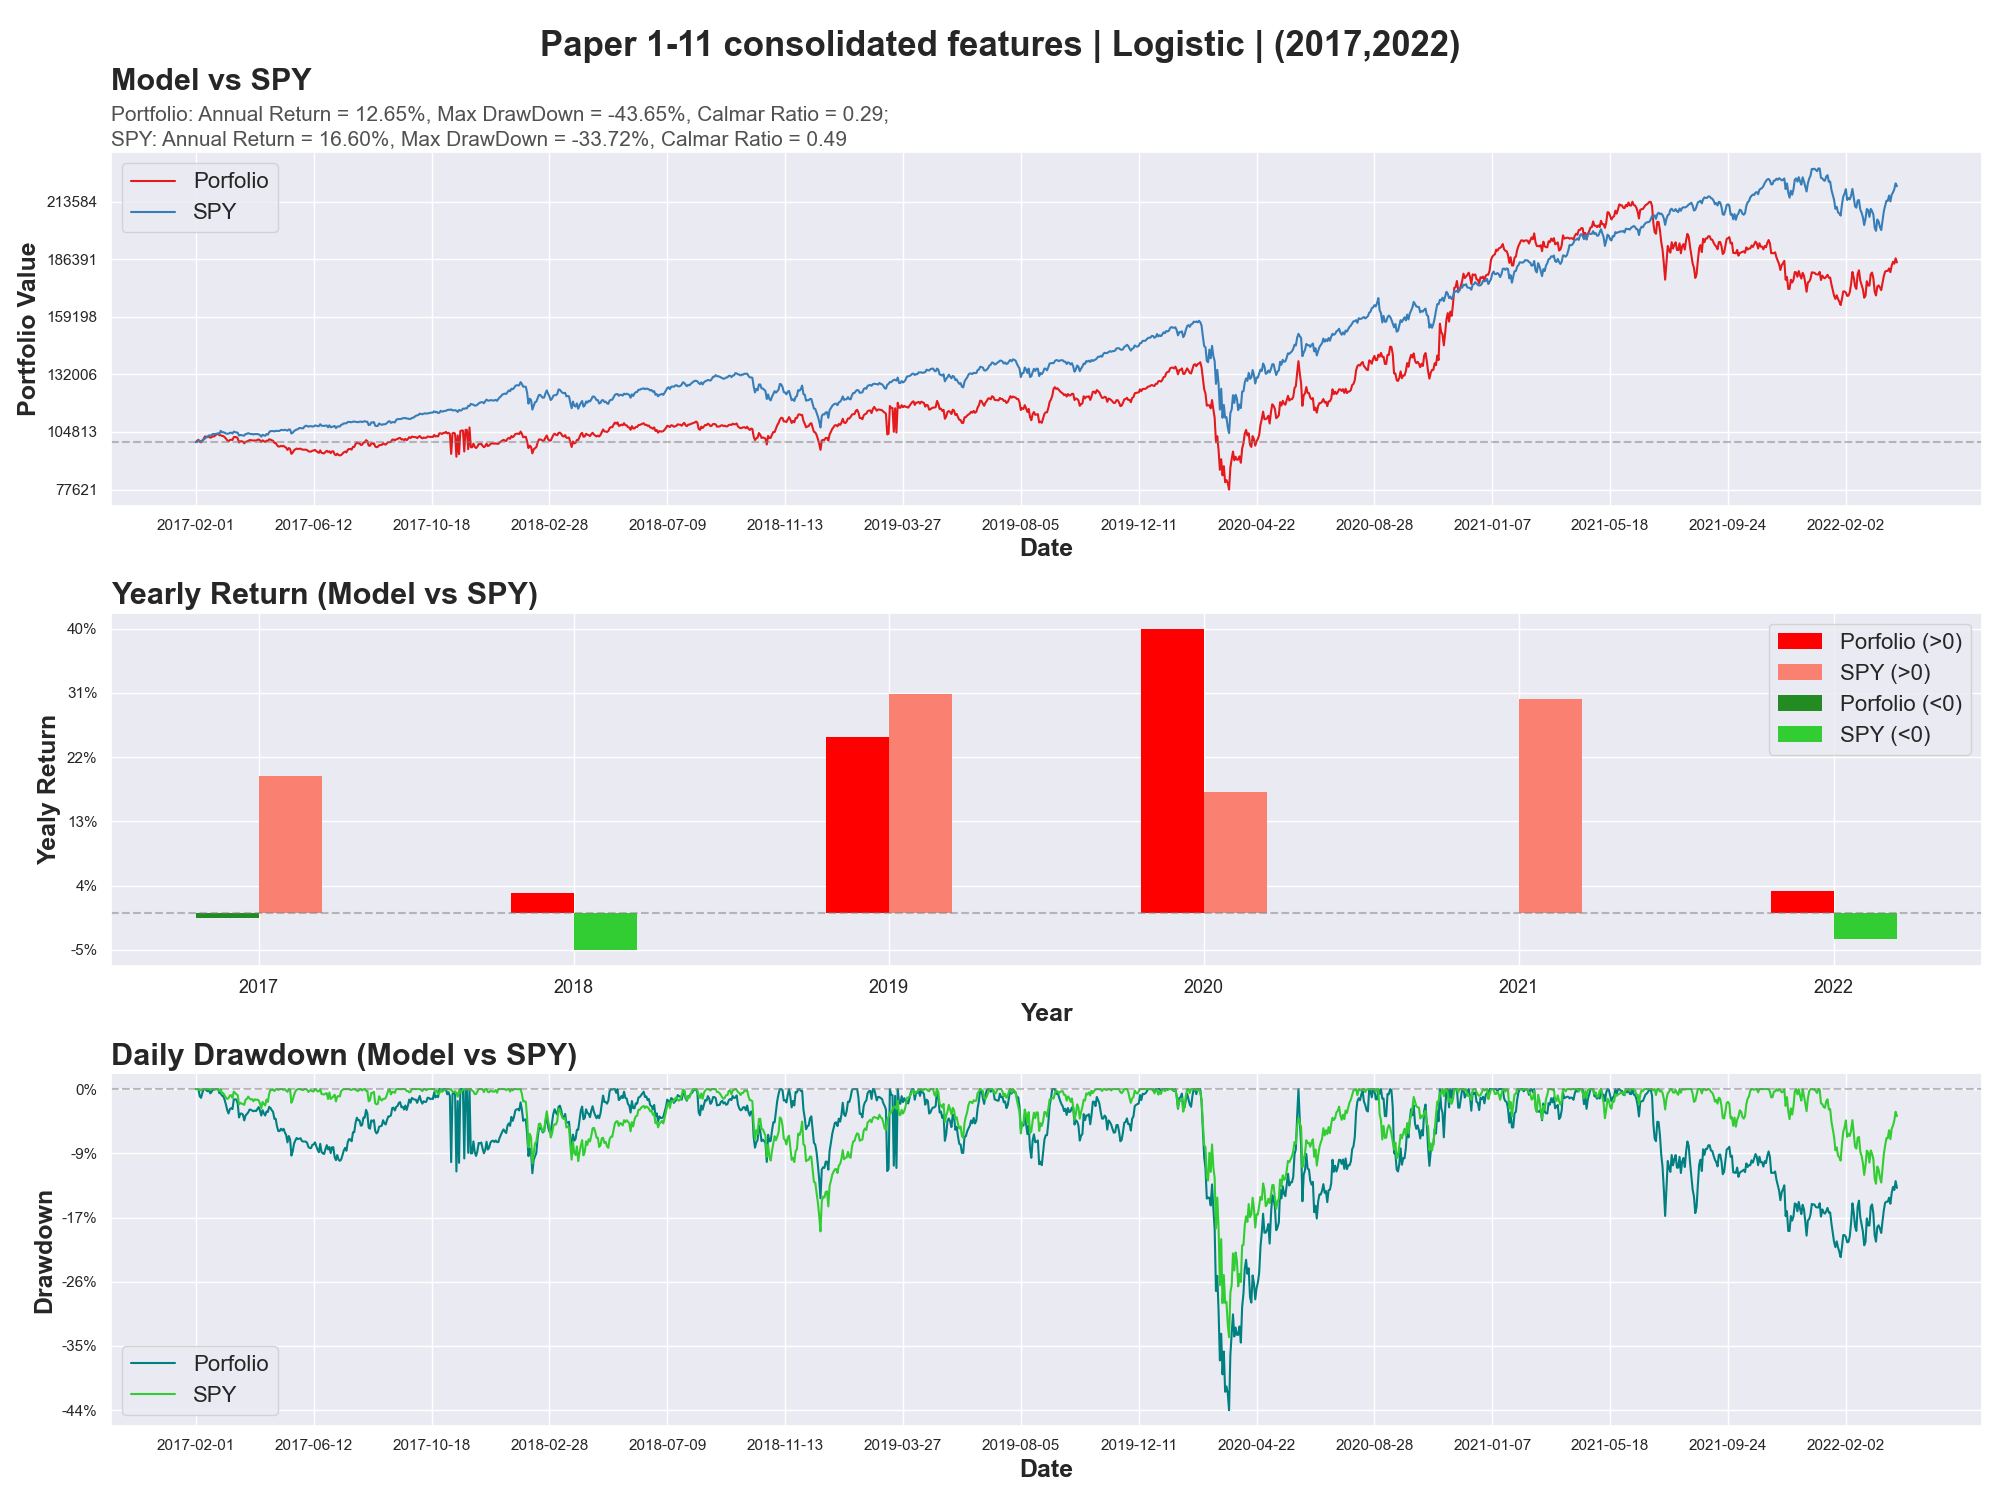 Paper 1-11 consolidated features | Logistic | (2017,2022)
Model vs SPY
Portfolio: Annual Return = 12.65%, Max DrawDown = -43.65%, Calmar Ratio = 0.29;
SPY: Annual Return = 16.60%, Max DrawDown = -33.72%, Calmar Ratio = 0.49
Porfolio
SPY
Portfolio Value
213584
186391
159198
132006
104813
77621
2017-02-01 2017-06-12 2017-10-18 2018-02-28 2018-07-09 2018-11-13 2019-03-27 2019-08-05 2019-12-11 2020-04-22 2020-08-28 2021-01-07 2021-05-18 2021-09-24 2022-02-02
Date
Yearly Return (Model vs SPY)
Porfolio (>0)
SPY (>0)
Porfolio (<0)
SPY (<0)
Yealy Return
40%
31%
22%
13%
4%
-5%
2017 2018 2019 2020 2021 2022
Year
Daily Drawdown (Model vs SPY)
Drawdown
0%
-9%
-17%
-26%
-35%
-44%
Porfolio
SPY
2017-02-01 2017-06-12 2017-10-18 2018-02-28 2018-07-09 2018-11-13 2019-03-27 2019-08-05 2019-12-11 2020-04-22 2020-08-28 2021-01-07 2021-05-18 2021-09-24 2022-02-02
Date